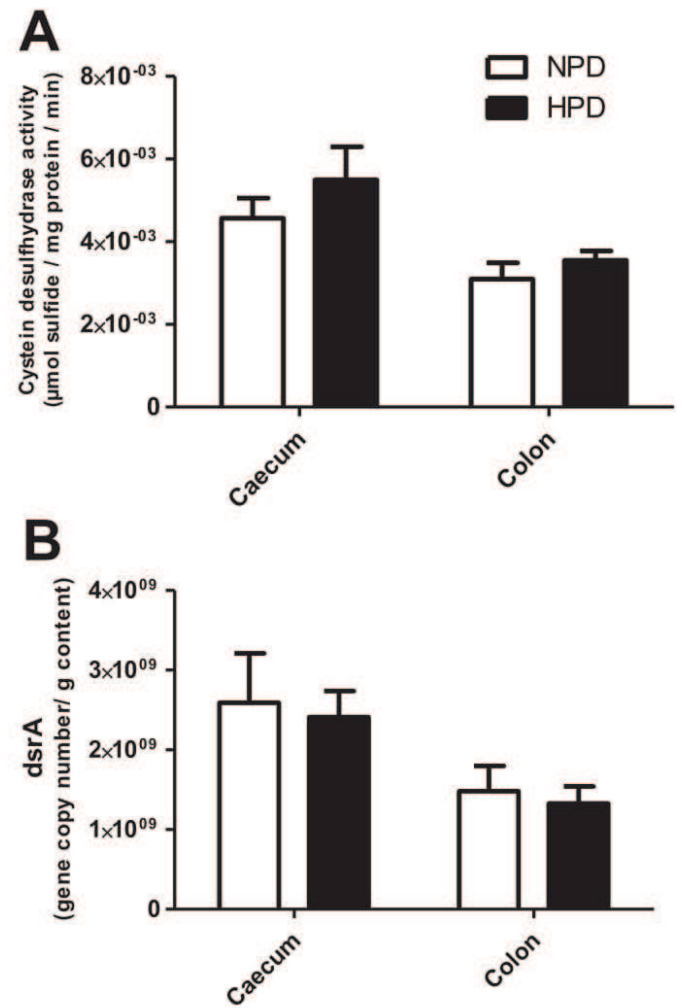 A
Cystein desulfhydrase activity
(μmol sulfide / mg protein / min)
8×10⁻⁰³
6×10⁻⁰³
4×10⁻⁰³
2×10⁻⁰³
0
NPD
HPD
Caecum
Colon
B
dsrA
(gene copy number/ g content)
4×10⁰⁹
3×10⁰⁹
2×10⁰⁹
1×10⁰⁹
0
Caecum
Colon